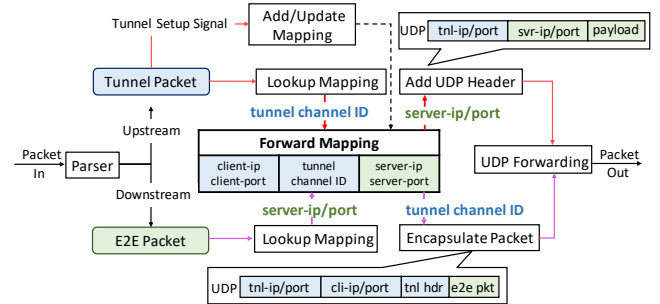 Tunnel Setup Signal
Add/Update
Mapping
UDP tnl-ip/port svr-ip/port payload
Tunnel Packet
Lookup Mapping
Add UDP Header
tunnel channel ID
server-ip/port
Upstream
Forward Mapping
client-ip
client-port
tunnel
channel ID
server-ip
server-port
Packet
In
Parser
UDP Forwarding
Packet
Out
Downstream
server-ip/port
tunnel channel ID
E2E Packet
Lookup Mapping
Encapsulate Packet
UDP tnl-ip/port cli-ip/port tnl hdr e2e pkt